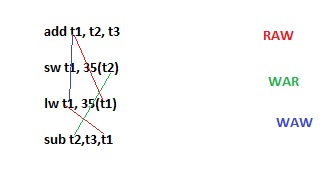 add t1, t2, t3
RAW
sw t1, 35(t2)
WAR
lw t1, 35(t1)
WAW
sub t2,t3,t1